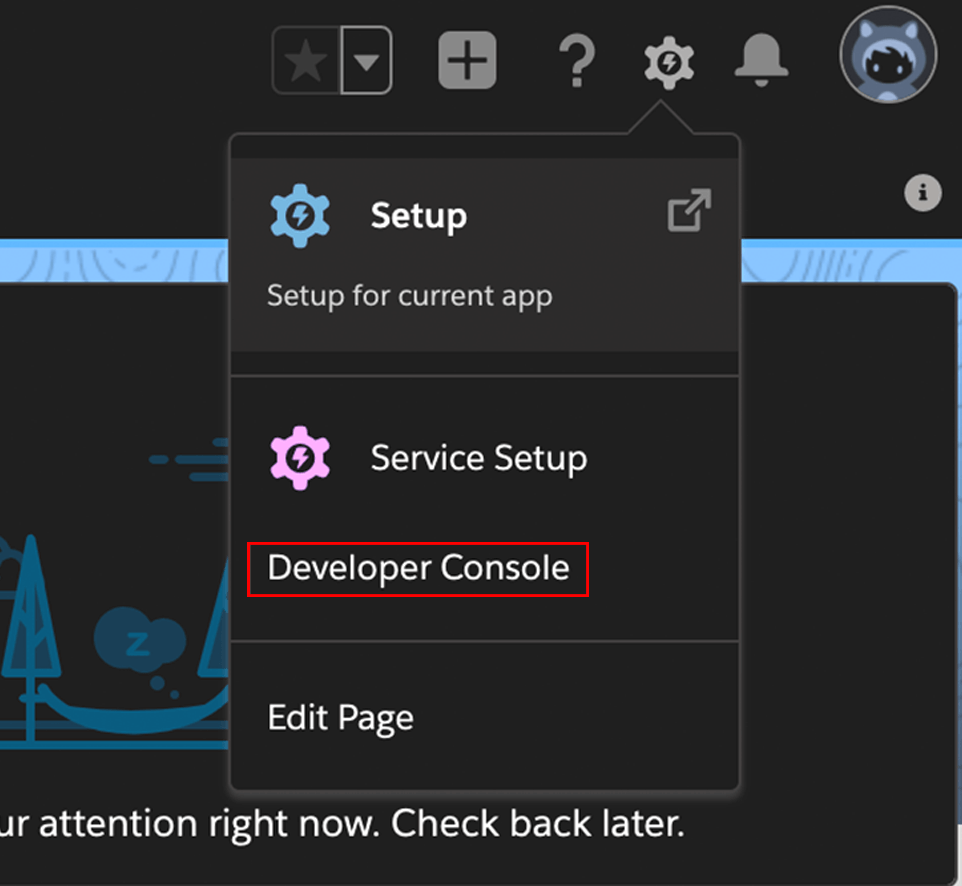 Setup
Setup for current app
Service Setup
Developer Console
z
Edit Page
ur attention right now. Check back later.